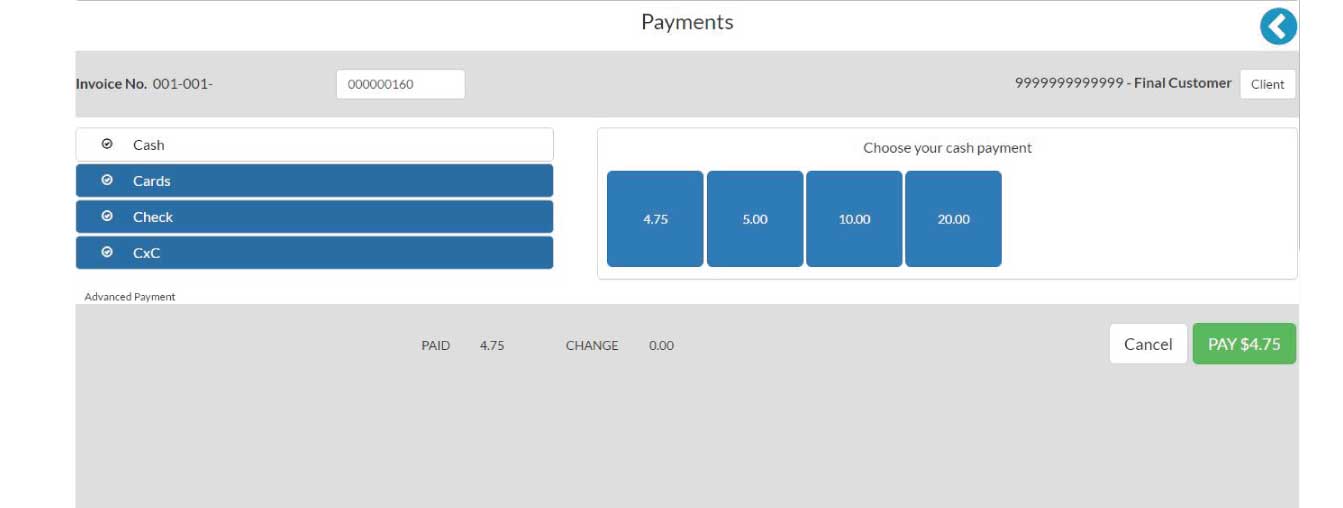 Payments
Invoice No. 001-001- 000000160 9999999999999 - Final Customer Client
Cash
Cards
Check
CxC
Choose your cash payment
4.75 5.00 10.00 20.00
Advanced Payment
PAID 4.75 CHANGE 0.00 Cancel PAY $4.75